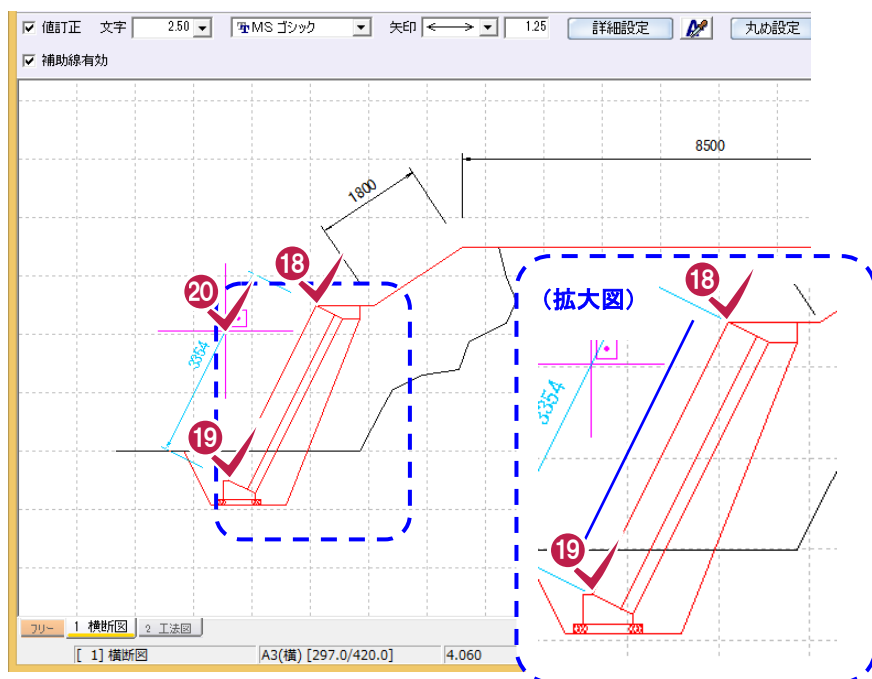 値訂正 文字 2.50 MS ゴシック 矢印 1.25 詳細設定 丸め設定
補助線有効
8500
1800
18
20
3354
19
(拡大図)
18
3354
19
フリー 1 横断図 2 工法図
[ 1] 横断図 A3(横) [297.0/420.0] 4.060